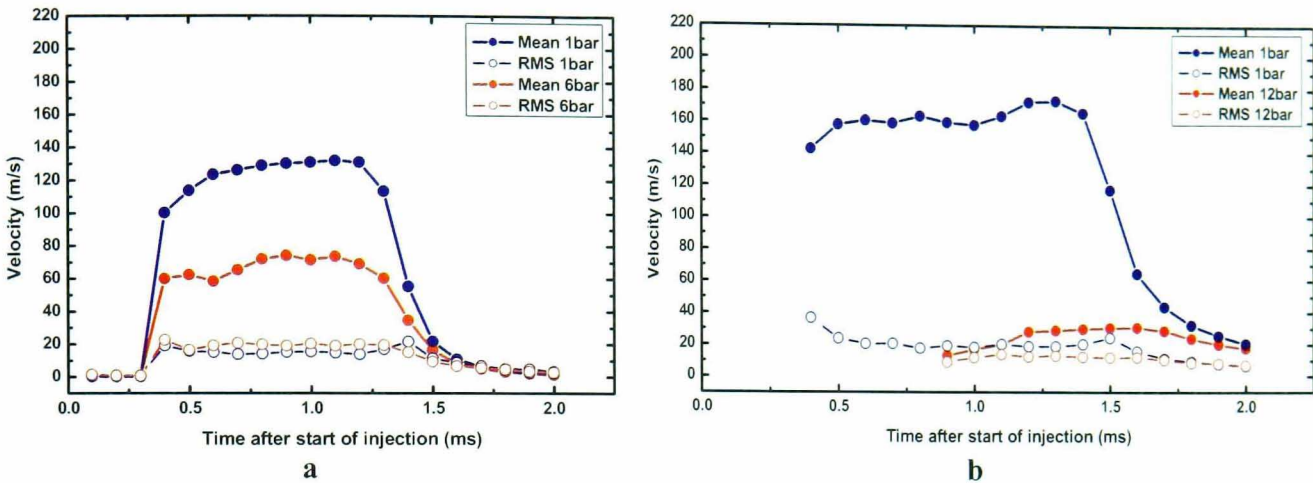 220
200
180
160
140
120
100
80
60
40
20
0
Velocity (m/s)
Mean 1bar
RMS 1bar
Mean 6bar
RMS 6bar
0.0 0.5 1.0 1.5 2.0
Time after start of injection (ms)
a
220
200
180
160
140
120
100
80
60
40
20
0
Velocity (m/s)
Mean 1bar
RMS 1bar
Mean 12bar
RMS 12bar
0.0 0.5 1.0 1.5 2.0
Time after start of injection (ms)
b